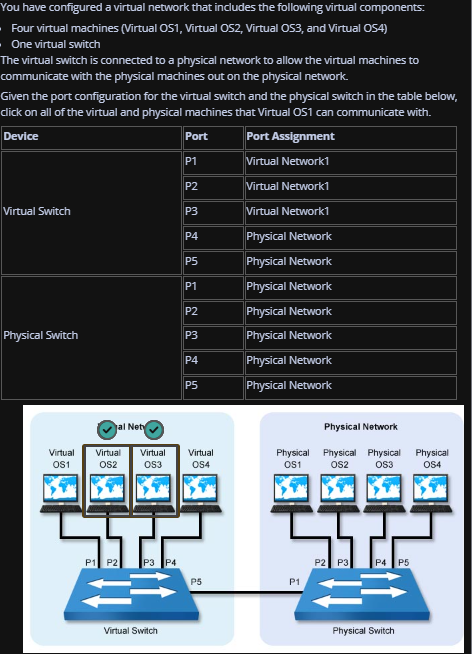 You have configured a virtual network that includes the following virtual components:
• Four virtual machines (Virtual OS1, Virtual OS2, Virtual OS3, and Virtual OS4)
• One virtual switch
The virtual switch is connected to a physical network to allow the virtual machines to
communicate with the physical machines out on the physical network.
Given the port configuration for the virtual switch and the physical switch in the table below,
click on all of the virtual and physical machines that Virtual OS1 can communicate with.
Device Port Port Assignment
Virtual Switch
P1 Virtual Network1
P2 Virtual Network1
P3 Virtual Network1
P4 Physical Network
P5 Physical Network
Physical Switch
P1 Physical Network
P2 Physical Network
P3 Physical Network
P4 Physical Network
P5 Physical Network
Physical Network
Virtual OS1
Virtual OS2
Virtual OS3
Virtual OS4
Physical OS1
Physical OS2
Physical OS3
Physical OS4
P1 P2 P3 P4
P5
P1
P2 P3 P4 P5
Virtual Switch
Physical Switch